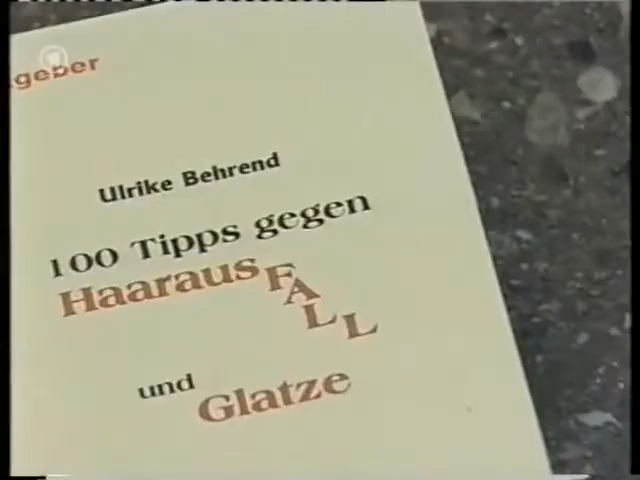 geber
Ulrike Behrend
100 Tipps gegen
HaarausFALL
und
Glatze